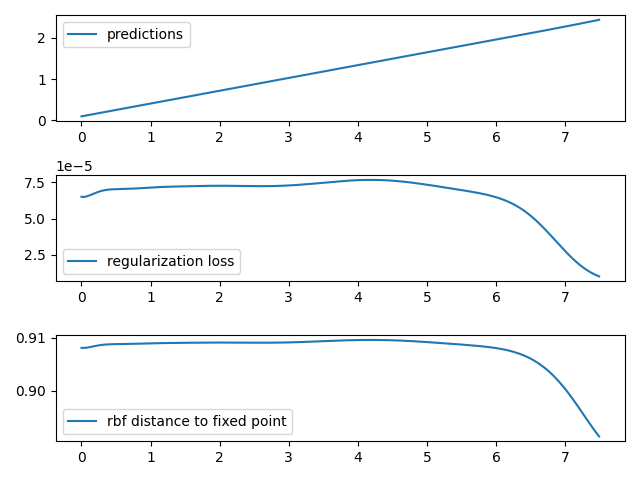 2
predictions
1
0
0 1 2 3 4 5 6 7
1e−5
7.5
5.0
2.5
regularization loss
0 1 2 3 4 5 6 7
0.91
0.90
rbf distance to fixed point
0 1 2 3 4 5 6 7